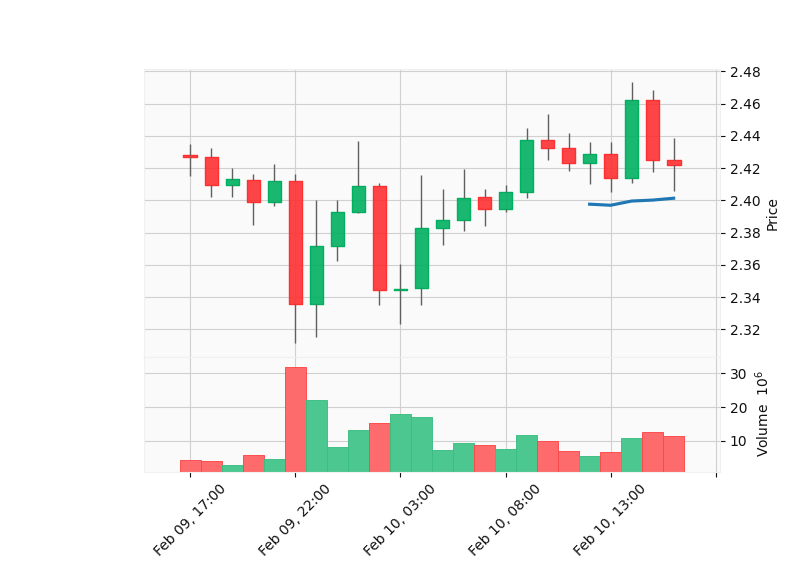 2.48
2.46
2.44
2.42
2.40
2.38
2.36
2.34
2.32
Price
30
20
10
Volume 10⁶
Feb 09, 17:00
Feb 09, 22:00
Feb 10, 03:00
Feb 10, 08:00
Feb 10, 13:00